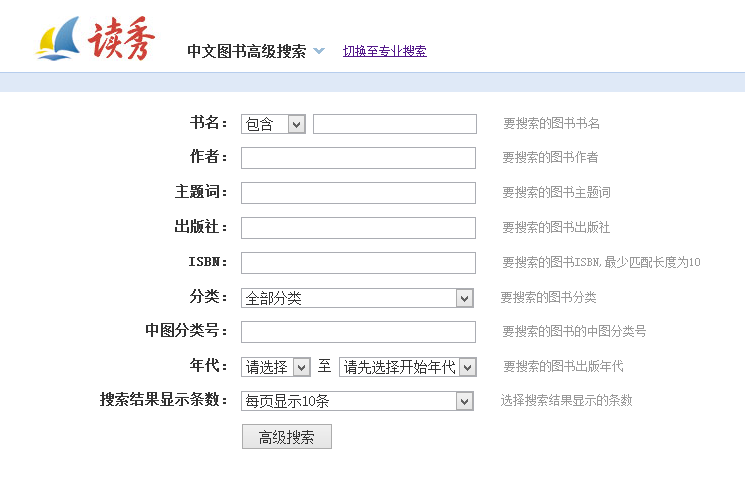 读秀 中文图书高级搜索 切换至专业搜索
书名： 包含 要搜索的图书书名
作者： 要搜索的图书作者
主题词： 要搜索的图书主题词
出版社： 要搜索的图书出版社
ISBN： 要搜索的图书ISBN,最少匹配长度为10
分类： 全部分类 要搜索的图书分类
中图分类号： 要搜索的图书的中图分类号
年代： 请选择 至 请先选择开始年代 要搜索的图书出版年代
搜索结果显示条数： 每页显示10条 选择搜索结果显示的条数
高级搜索